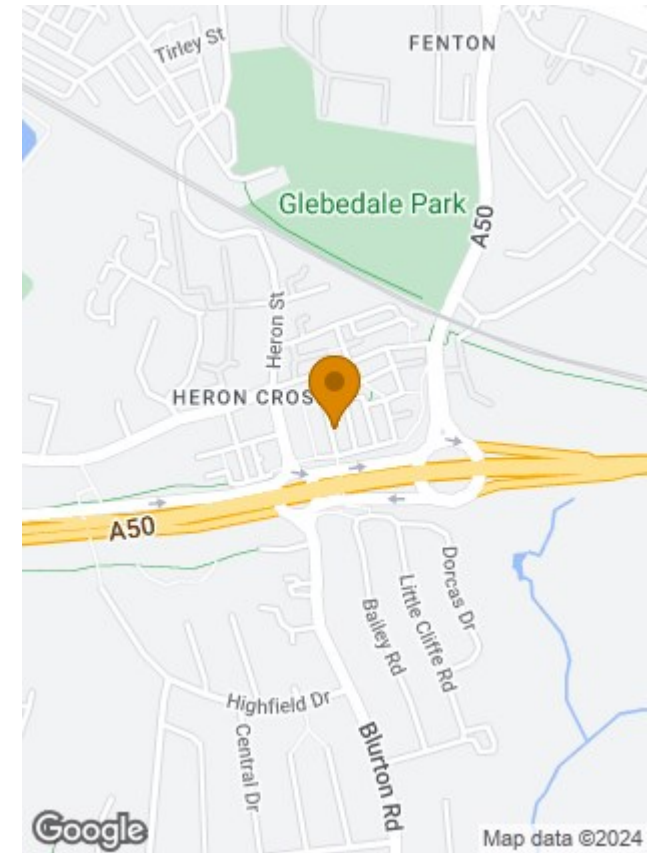 Tirley St
FENTON
Glebedale Park
A50
Heron St
HERON CROS
A50
Dorcas Dr
Little Cliffe Rd
Bailey Rd
Highfield Dr
Central Dr
Blurton Rd
Google
Map data ©2024